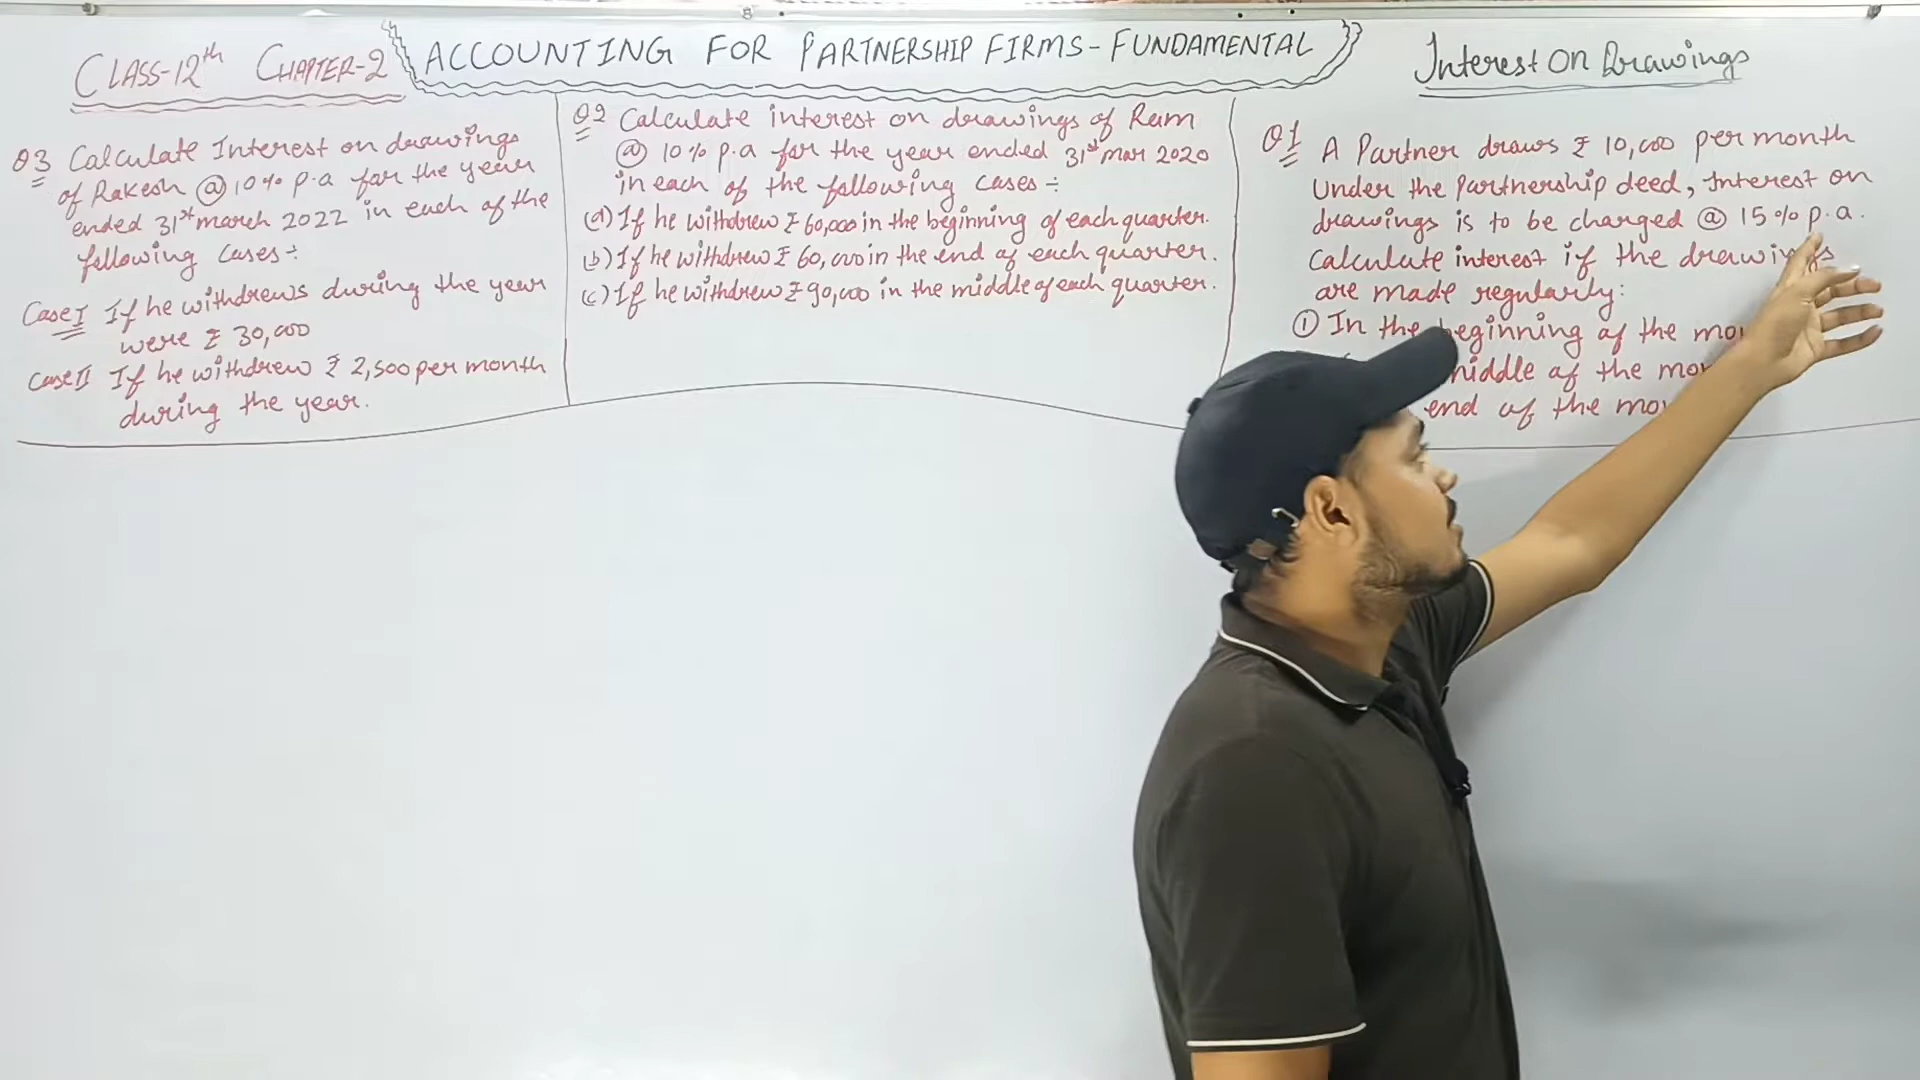 CLASS-12th CHAPTER-2
ACCOUNTING FOR PARTNERSHIP FIRMS-FUNDAMENTAL
Interest On Drawings
Q1 A Partner draws ₹ 10,000 per month
Under the Partnership deed, Interest on
drawings is to be charged @ 15% p.a.
Calculate interest if the drawings
are made regularly:
① In the beginning of the
middle of the
end of the
Q2 Calculate interest on drawings of Ram
@ 10% p.a for the year ended 31st Mar 2020
in each of the following cases ÷
(a) If he withdrew ₹ 60,000 in the beginning of each quarter.
(b) If he withdrew ₹ 60,000 in the end of each quarter.
(c) If he withdrew ₹ 90,000 in the middle of each quarter.
Q3 Calculate Interest on drawings
of Rakesh @ 10% p.a for the year
ended 31st march 2022 in each of the
following Cases ÷
Case I If he withdrews during the year
were ₹ 30,000
Case II If he withdrew ₹ 2,500 per month
during the year.